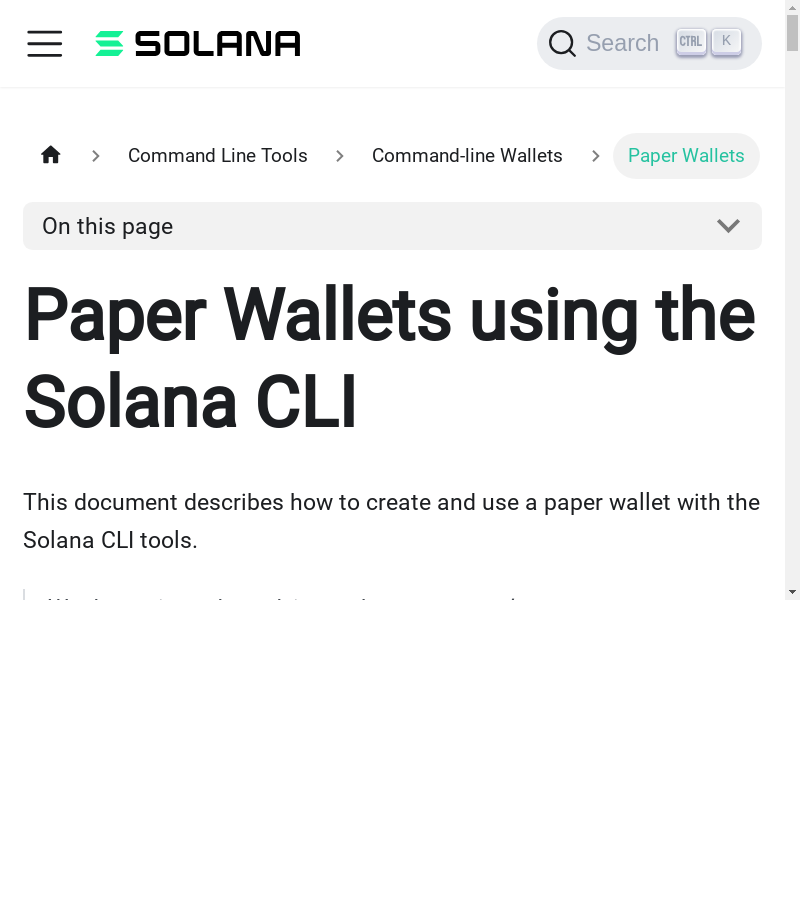 SOLANA
Search CTRL K
Command Line Tools Command-line Wallets Paper Wallets
On this page
Paper Wallets using the
Solana CLI
This document describes how to create and use a paper wallet with the
Solana CLI tools.